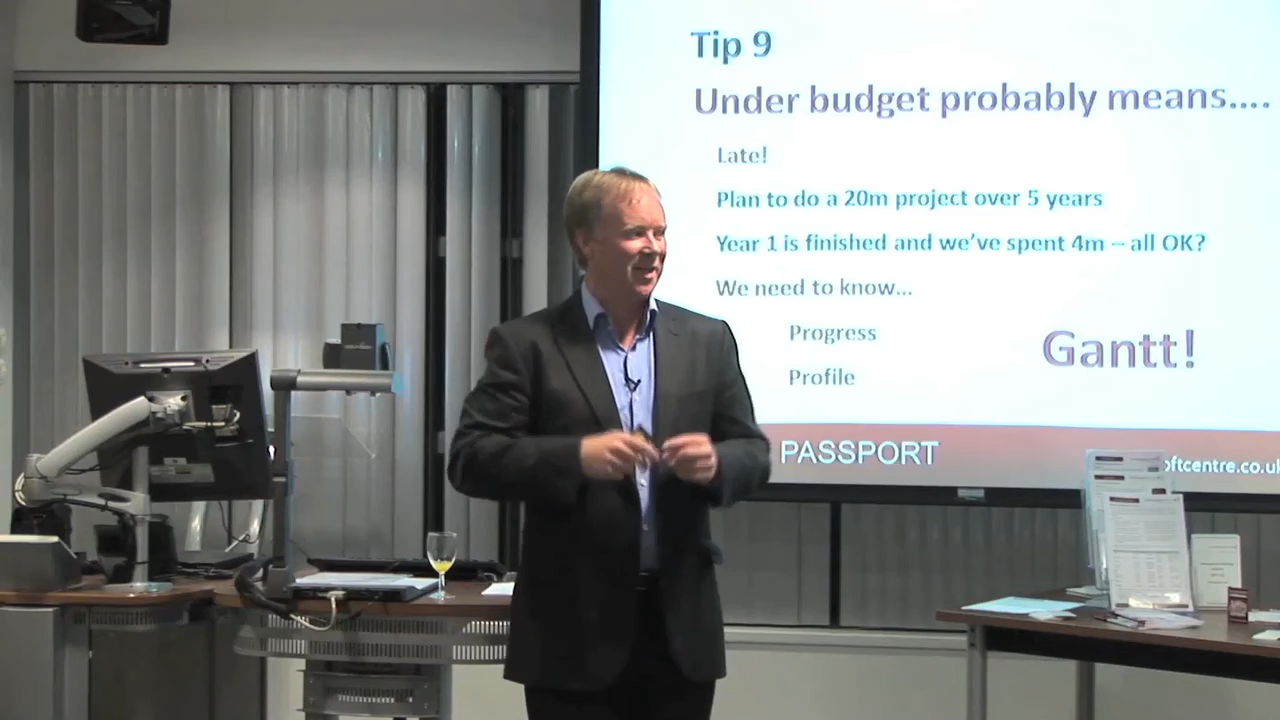 Tip 9
Under budget probably means....
Late!
Plan to do a 20m project over 5 years
Year 1 is finished and we've spent 4m – all OK?
We need to know...
Progress
Gantt!
Profile
PASSPORT
oftcentre.co.uk